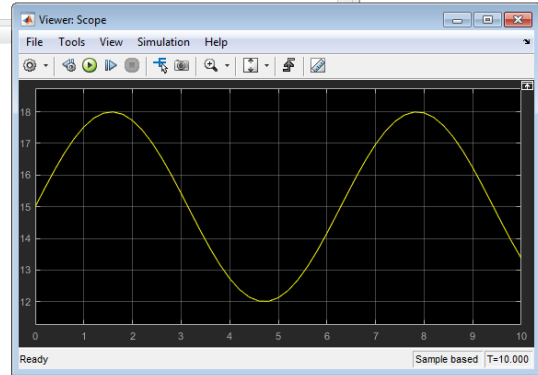 Viewer: Scope
File Tools View Simulation Help
18
17
16
15
14
13
12
0 1 2 3 4 5 6 7 8 9 10
Ready Sample based T=10.000